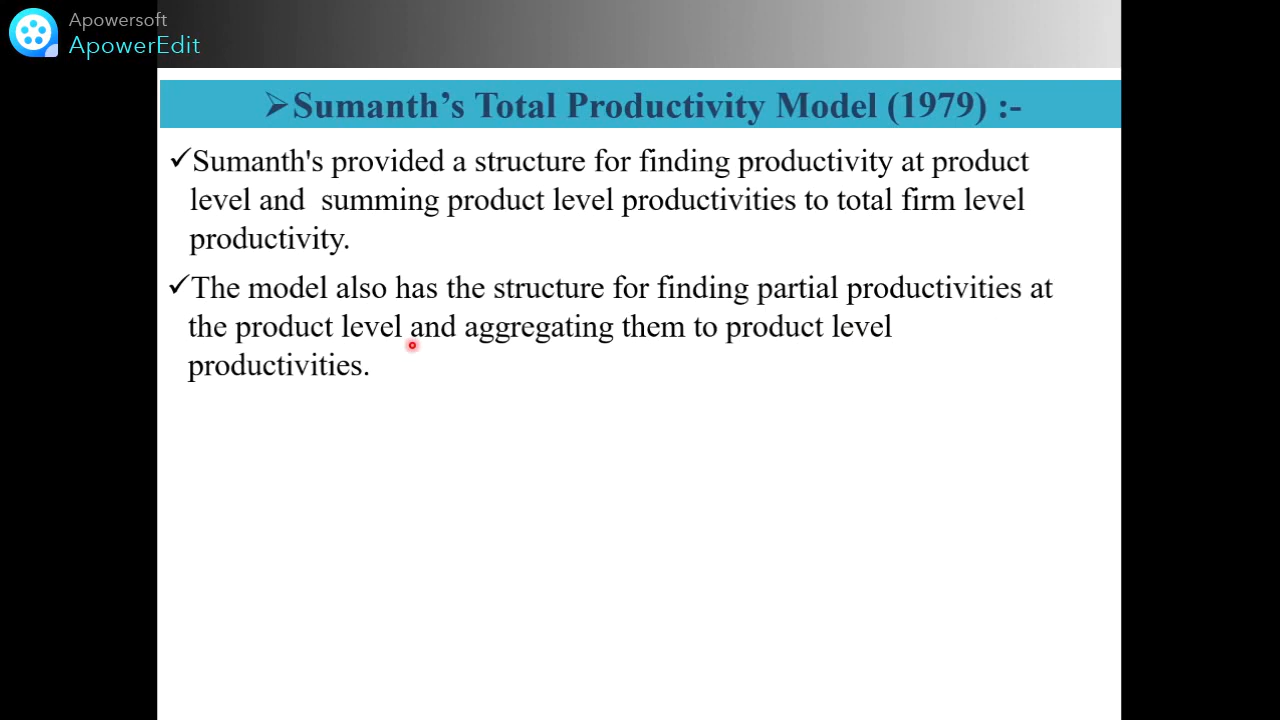 Apowersoft
ApowerEdit
➢Sumanth’s Total Productivity Model (1979) :-
✓Sumanth's provided a structure for finding productivity at product
level and  summing product level productivities to total firm level
productivity.
✓The model also has the structure for finding partial productivities at
the product level and aggregating them to product level
productivities.